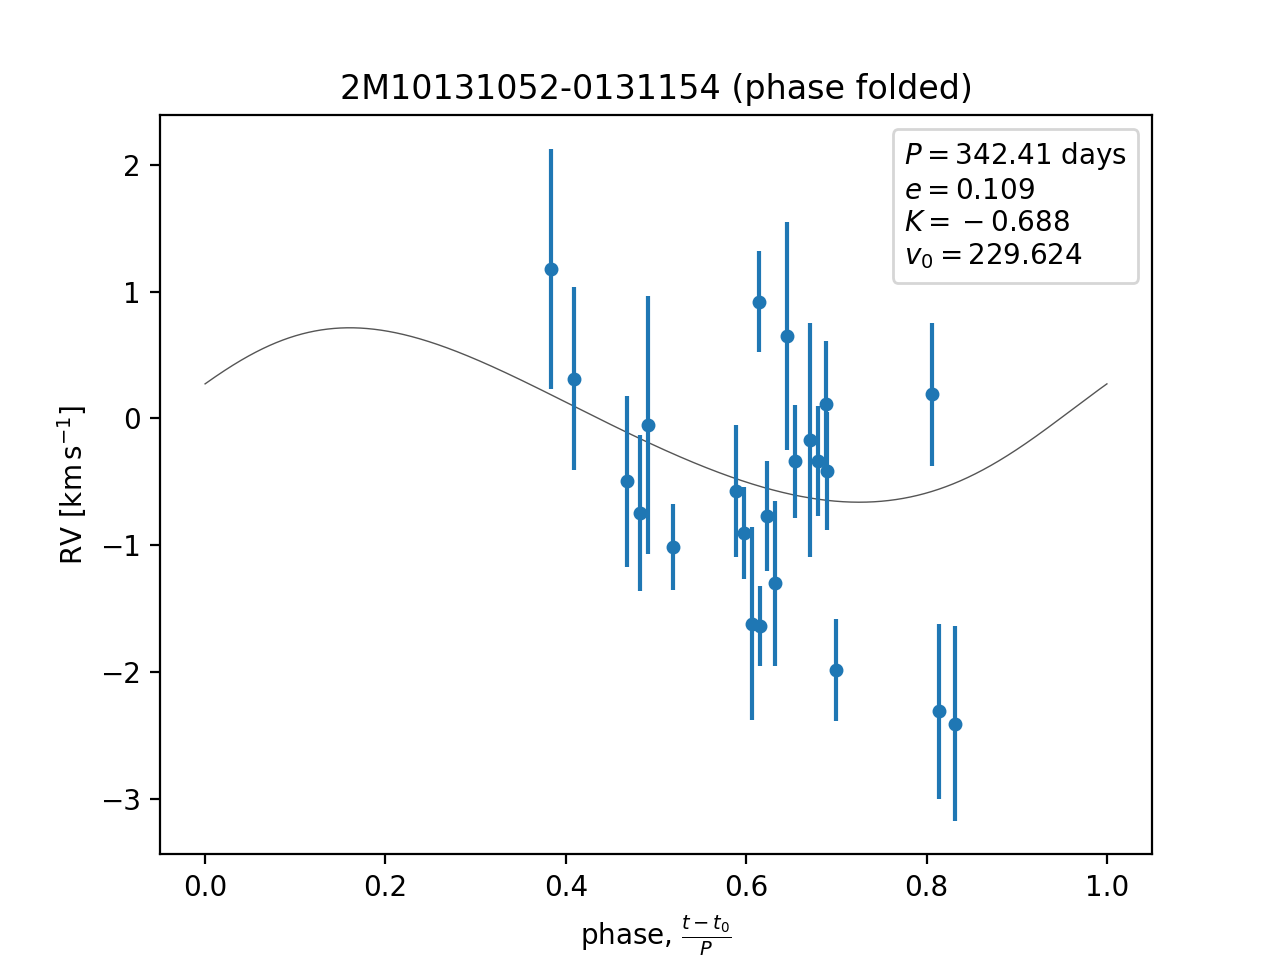 2M10131052-0131154 (phase folded)
P = 342.41 days
e = 0.109
K = −0.688
v₀ = 229.624
RV [km s⁻¹]
2
1
0
−1
−2
−3
0.0 0.2 0.4 0.6 0.8 1.0
phase, (t − t₀)/P